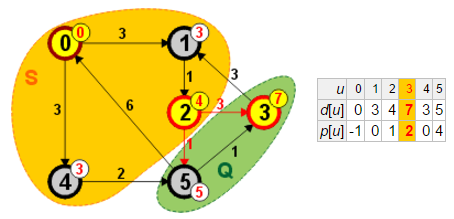 0 0 3 1 3
S
3 6 1
2 4 3 3 7
3
1
4 3 2 5 5 Q 1
u 0 1 2 3 4 5
d[u] 0 3 4 7 3 5
p[u] -1 0 1 2 0 4